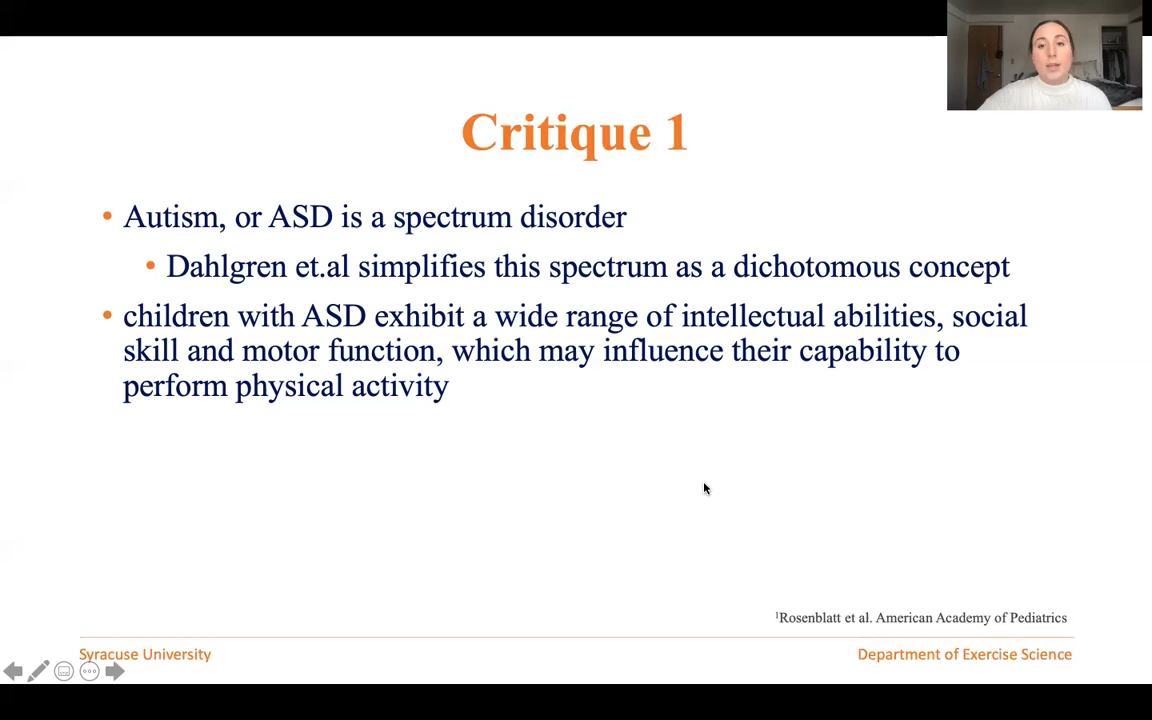 Critique 1
• Autism, or ASD is a spectrum disorder
• Dahlgren et.al simplifies this spectrum as a dichotomous concept
• children with ASD exhibit a wide range of intellectual abilities, social
skill and motor function, which may influence their capability to
perform physical activity
¹Rosenblatt et al. American Academy of Pediatrics
Syracuse University
Department of Exercise Science